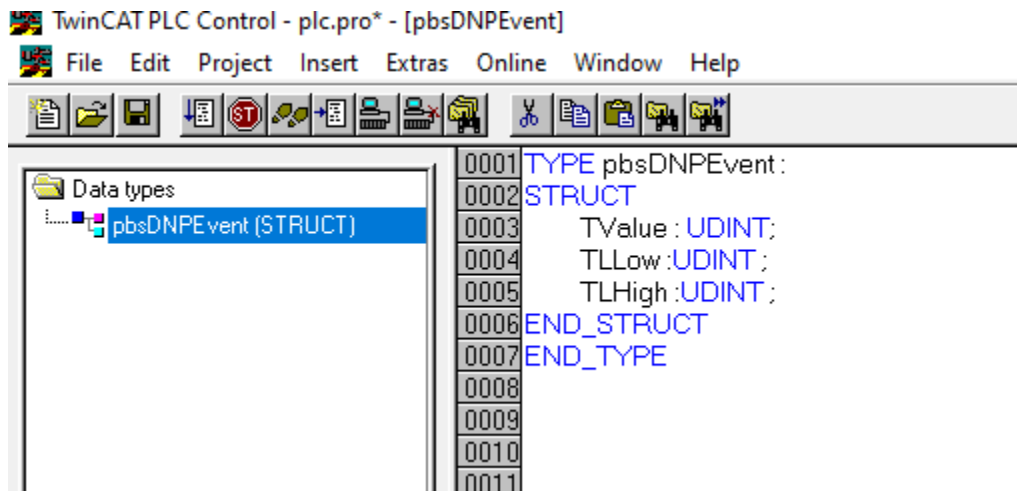 TwinCAT PLC Control - plc.pro* - [pbsDNPEvent]
File Edit Project Insert Extras Online Window Help
ST
Data types
pbsDNPEvent (STRUCT)
0001 TYPE pbsDNPEvent :
0002 STRUCT
0003 TValue : UDINT;
0004 TLLow :UDINT ;
0005 TLHigh :UDINT ;
0006 END_STRUCT
0007 END_TYPE
0008
0009
0010
0011